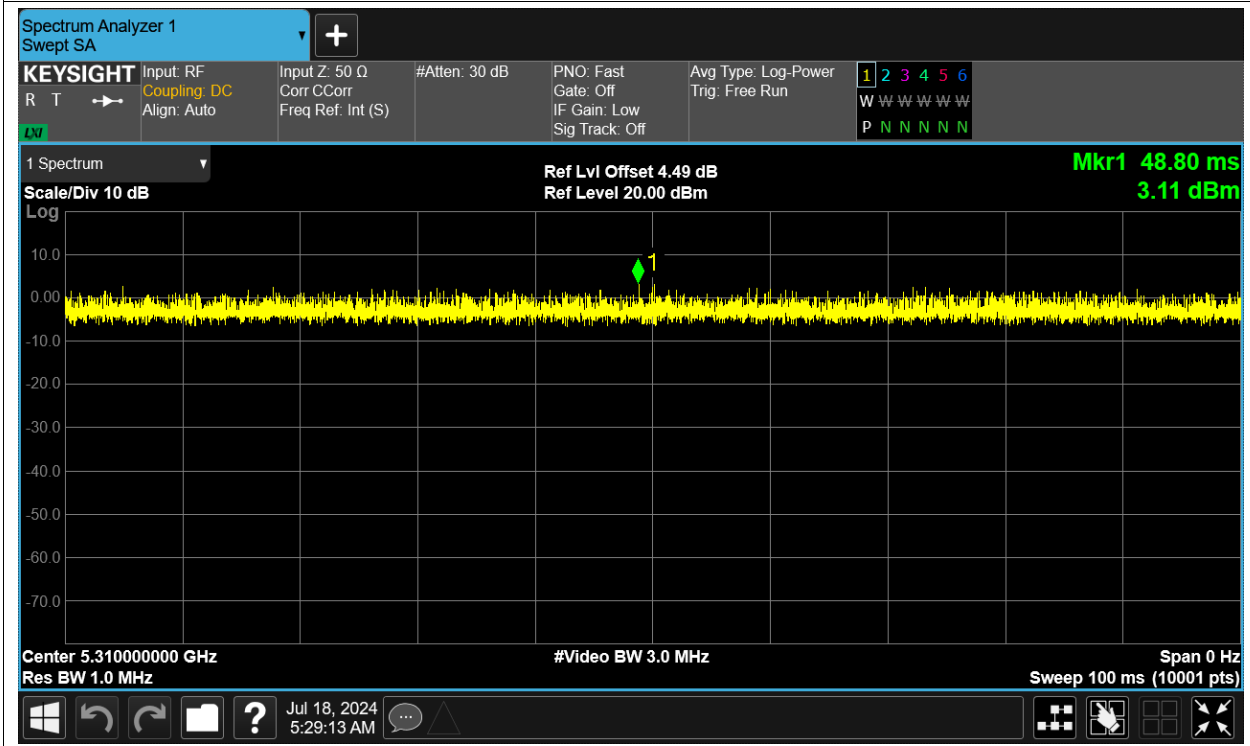 Spectrum Analyzer 1
Swept SA
KEYSIGHT
R T
LXI
Input: RF
Coupling: DC
Align: Auto
Input Z: 50 Ω
Corr CCorr
Freq Ref: Int (S)
#Atten: 30 dB
PNO: Fast
Gate: Off
IF Gain: Low
Sig Track: Off
Avg Type: Log-Power
Trig: Free Run
1 2 3 4 5 6
W W W W W W
P N N N N N
1 Spectrum
Scale/Div 10 dB
Log
Ref Lvl Offset 4.49 dB
Ref Level 20.00 dBm
Mkr1 48.80 ms
3.11 dBm
1
10.0
0.00
-10.0
-20.0
-30.0
-40.0
-50.0
-60.0
-70.0
Center 5.310000000 GHz
Res BW 1.0 MHz
#Video BW 3.0 MHz
Span 0 Hz
Sweep 100 ms (10001 pts)
?
Jul 18, 2024
5:29:13 AM